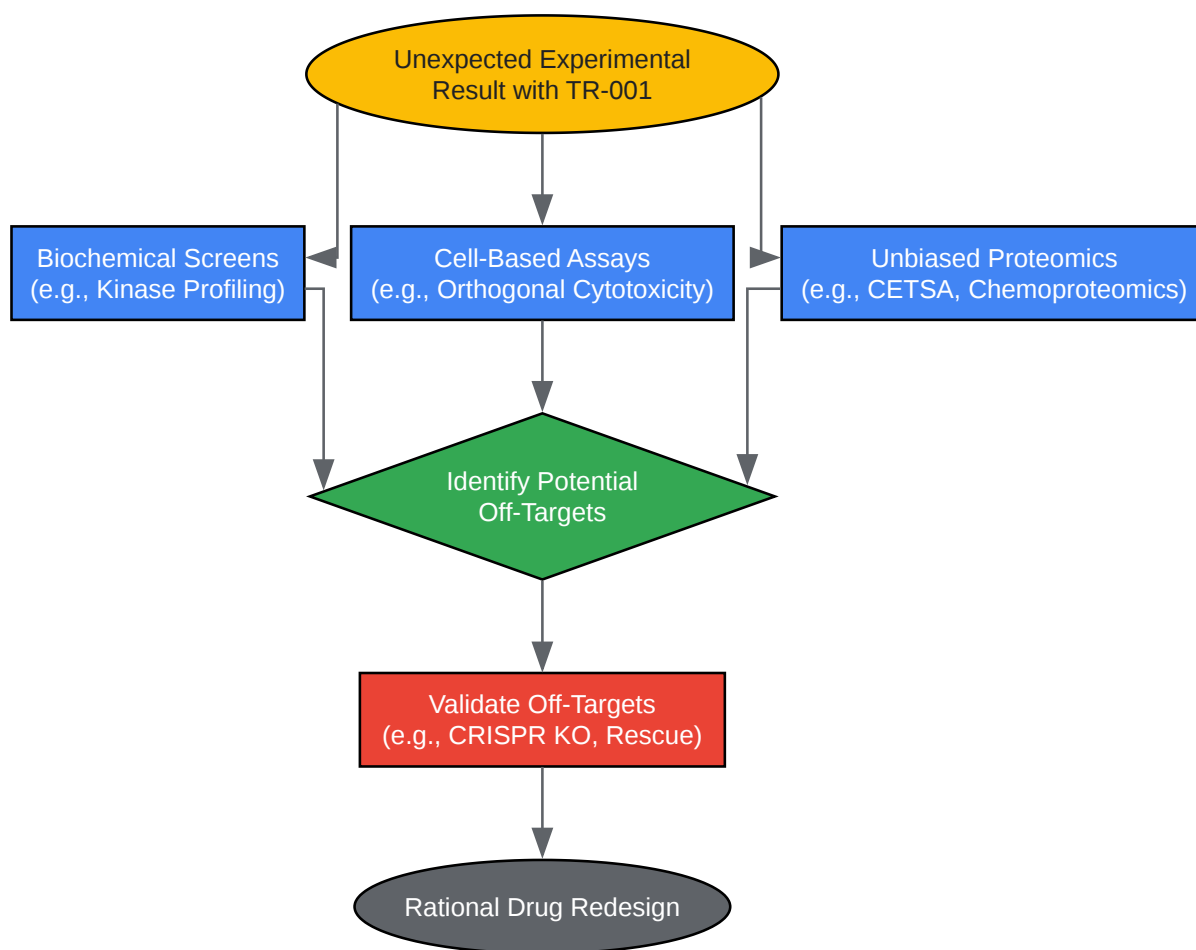 Unexpected Experimental
Result with TR-001
Biochemical Screens
(e.g., Kinase Profiling)
Cell-Based Assays
(e.g., Orthogonal Cytotoxicity)
Unbiased Proteomics
(e.g., CETSA, Chemoproteomics)
Identify Potential
Off-Targets
Validate Off-Targets
(e.g., CRISPR KO, Rescue)
Rational Drug Redesign